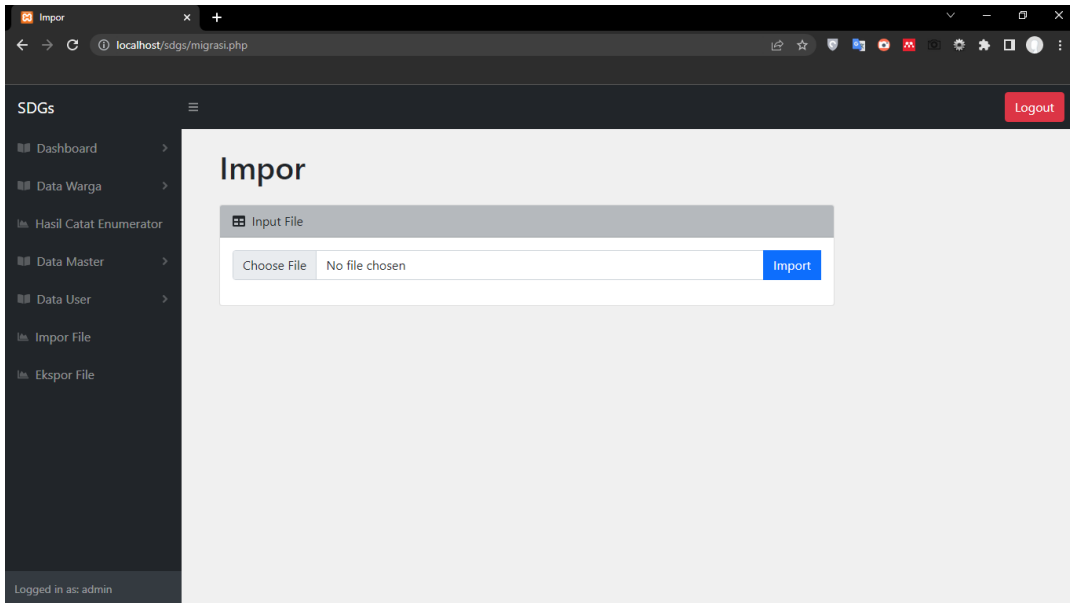 Impor
localhost/sdgs/migrasi.php
SDGs
Logout
Dashboard
Data Warga
Hasil Catat Enumerator
Data Master
Data User
Impor File
Ekspor File
Logged in as: admin
Impor
Input File
Choose File No file chosen Import